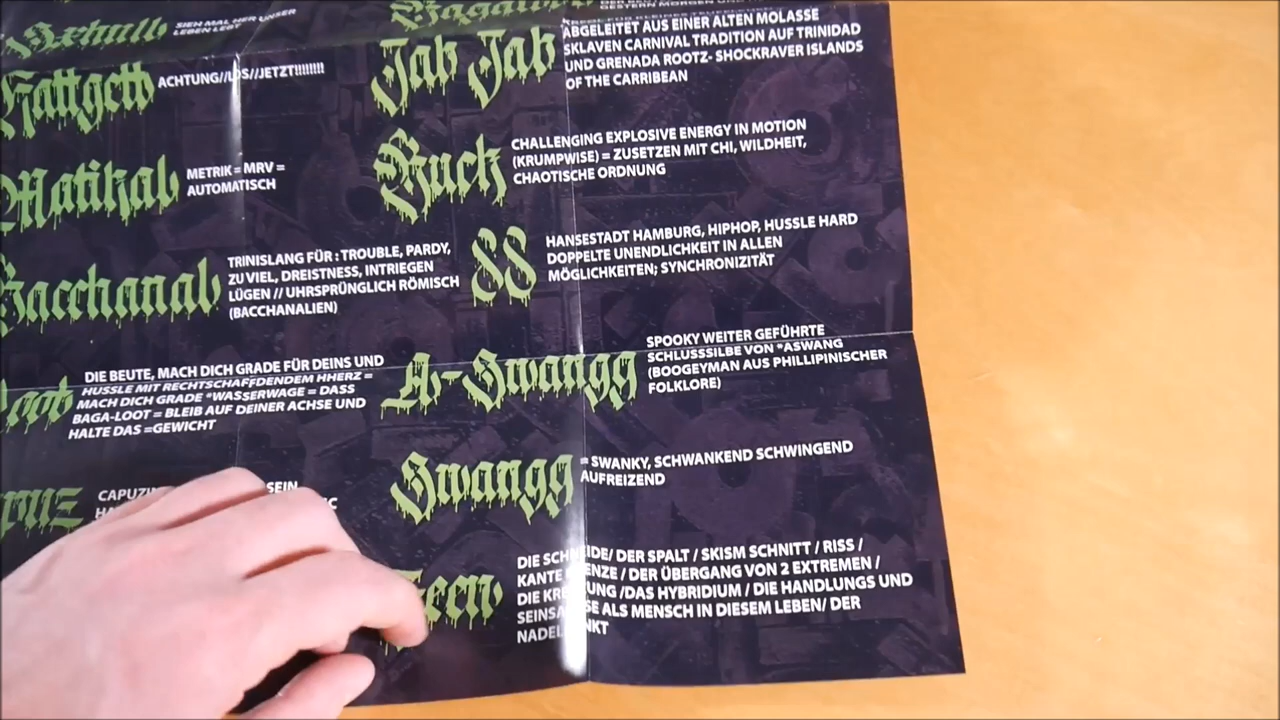 SIEH MAL HER UNSER
LEBEN LEBT
GESTERN MORGEN UND
ACHTUNG//LOS//JETZT!!!!!!!!
Matikal
METRIK = MRV =
AUTOMATISCH
Bacchanal
TRINISLANG FÜR : TROUBLE, PARDY,
ZU VIEL, DREISTNESS, INTRIEGEN
LÜGEN // UHRSPRÜNGLICH RÖMISCH
(BACCHANALIEN)
DIE BEUTE, MACH DICH GRADE FÜR DEINS UND
HUSSLE MIT RECHTSCHAFFDENDEM HHERZ =
MACH DICH GRADE *WASSERWAGE = DASS
BAGA-LOOT = BLEIB AUF DEINER ACHSE UND
HALTE DAS =GEWICHT
SEIN
Jab Jab
ABGELEITET AUS EINER ALTEN MOLASSE
SKLAVEN CARNIVAL TRADITION AUF TRINIDAD
UND GRENADA ROOTZ- SHOCKRAVER ISLANDS
OF THE CARRIBEAN
Buck
CHALLENGING EXPLOSIVE ENERGY IN MOTION
(KRUMPWISE) = ZUSETZEN MIT CHI, WILDHEIT,
CHAOTISCHE ORDNUNG
88
HANSESTADT HAMBURG, HIPHOP, HUSSLE HARD
DOPPELTE UNENDLICHKEIT IN ALLEN
MÖGLICHKEITEN; SYNCHRONIZITÄT
A-Swangg
SPOOKY WEITER GEFÜHRTE
SCHLUSSSILBE VON *ASWANG
(BOOGEYMAN AUS PHILLIPINISCHER
FOLKLORE)
Swangg
= SWANKY, SCHWANKEND SCHWINGEND
AUFREIZEND
DIE SCHNEIDE/ DER SPALT / SKISM SCHNITT / RISS /
KANTE / DER ÜBERGANG VON 2 EXTREMEN /
DIE /DAS HYBRIDIUM / DIE HANDLUNGS UND
ALS MENSCH IN DIESEM LEBEN/ DER